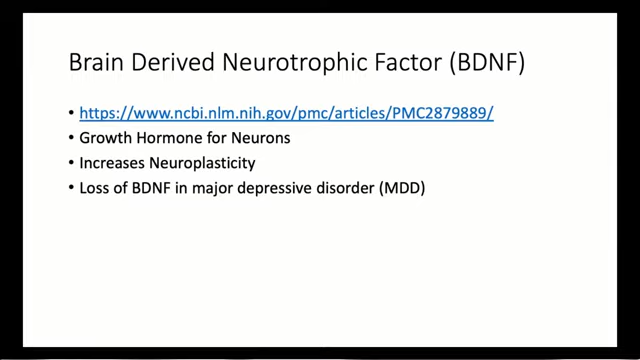 Brain Derived Neurotrophic Factor (BDNF)
• https://www.ncbi.nlm.nih.gov/pmc/articles/PMC2879889/
• Growth Hormone for Neurons
• Increases Neuroplasticity
• Loss of BDNF in major depressive disorder (MDD)